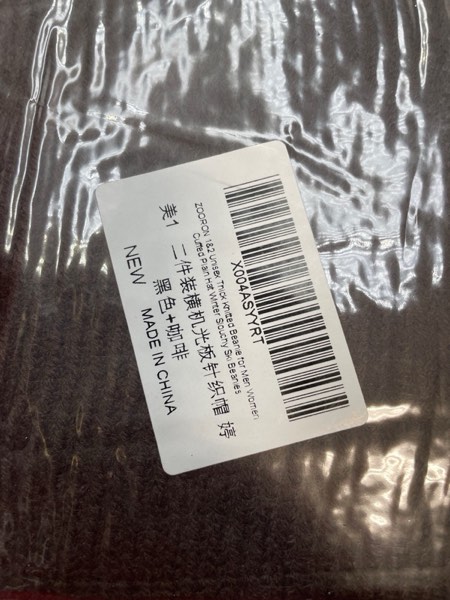 X004ASYYRT
ZOORON 1&2 Unisex Thick Knitted Beanie for Men Women
Cuffed Plain Hat Winter Slouchy Ski Beanies
美1 二件装横机光板针织帽 婷
黑色+咖啡
NEW MADE IN CHINA